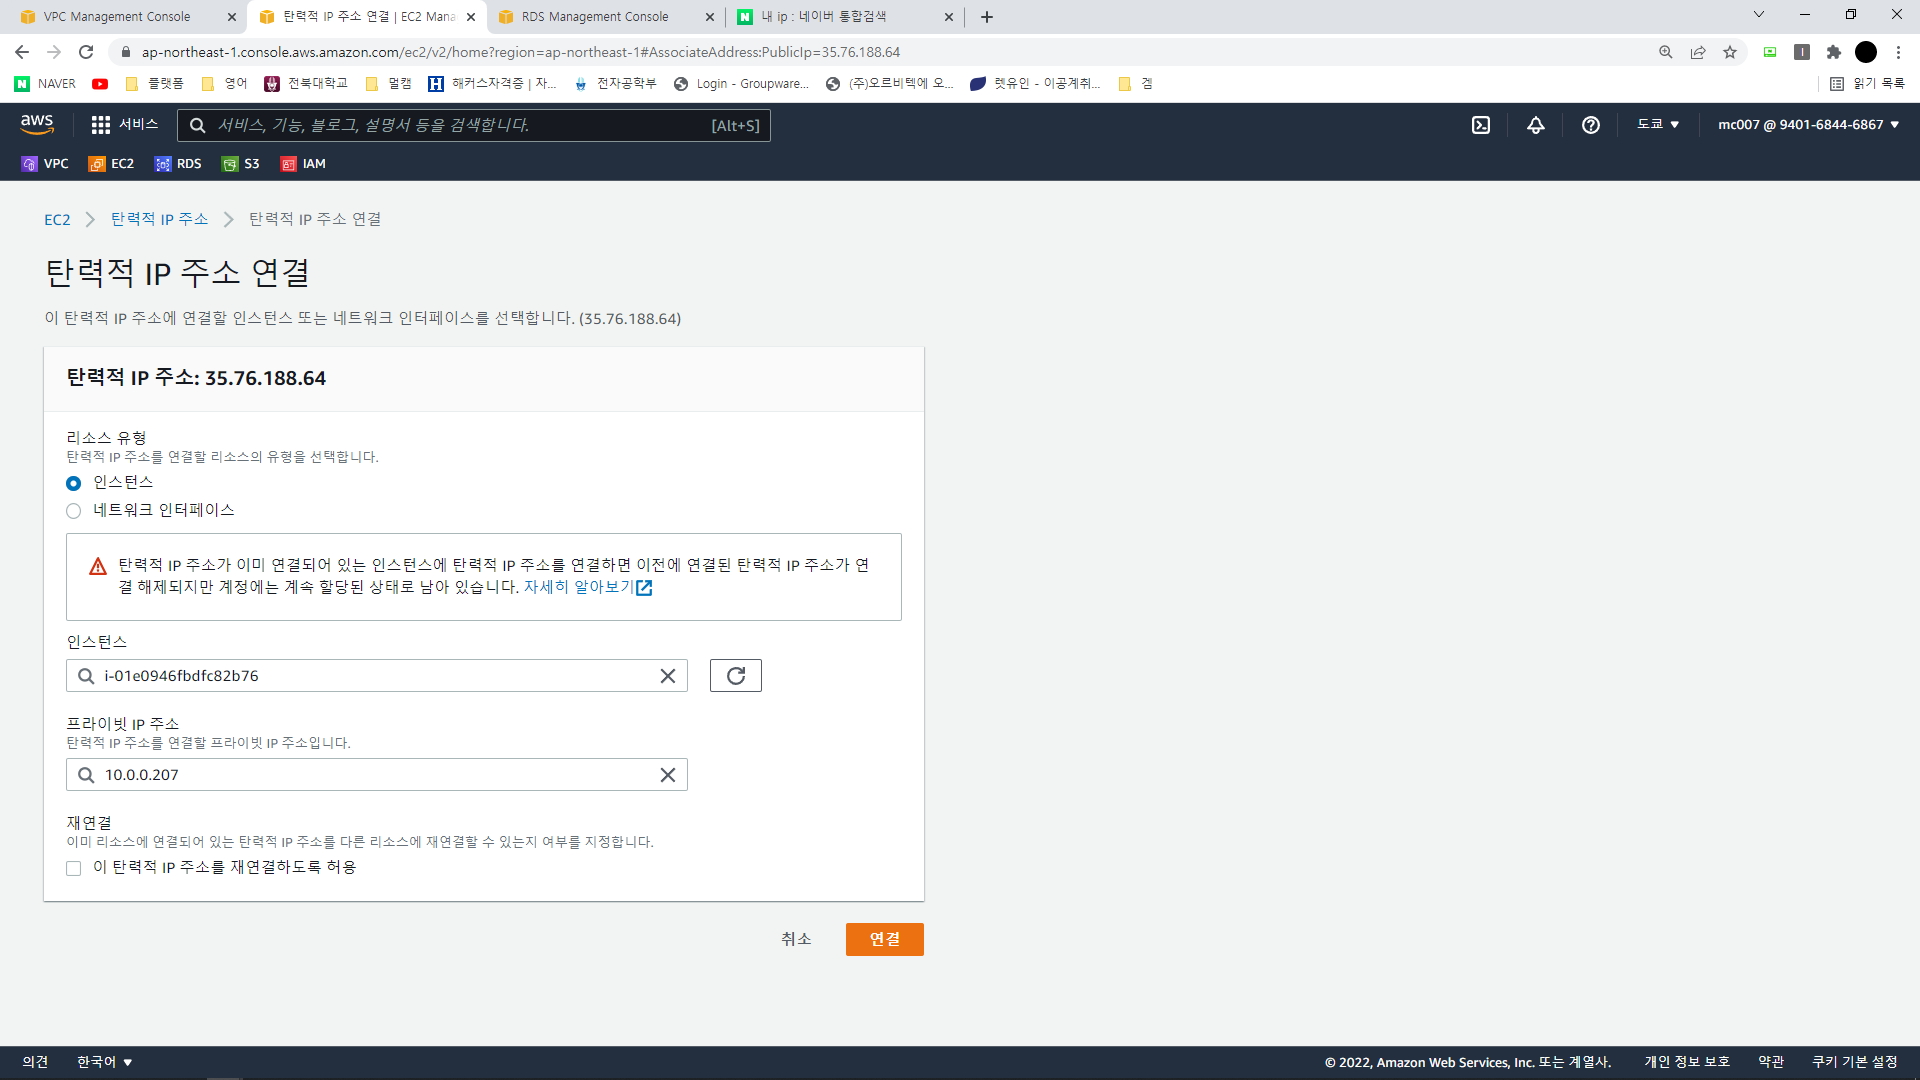 VPC Management Console
탄력적 IP 주소 연결 | EC2 Mana
RDS Management Console
내 ip : 네이버 통합검색
ap-northeast-1.console.aws.amazon.com/ec2/v2/home?region=ap-northeast-1#AssociateAddress:PublicIp=35.76.188.64
NAVER
플랫폼
영어
전북대학교
멀캠
해커스자격증 | 자...
전자공학부
Login - Groupware...
(주)오르비텍에 오...
렛유인 - 이공계취...
겜
읽기 목록
aws
서비스
서비스, 기능, 블로그, 설명서 등을 검색합니다.
[Alt+S]
도쿄
mc007 @ 9401-6844-6867
VPC
EC2
RDS
S3
IAM
EC2
탄력적 IP 주소
탄력적 IP 주소 연결
탄력적 IP 주소 연결
이 탄력적 IP 주소에 연결할 인스턴스 또는 네트워크 인터페이스를 선택합니다. (35.76.188.64)
탄력적 IP 주소: 35.76.188.64
리소스 유형
탄력적 IP 주소를 연결할 리소스의 유형을 선택합니다.
인스턴스
네트워크 인터페이스
탄력적 IP 주소가 이미 연결되어 있는 인스턴스에 탄력적 IP 주소를 연결하면 이전에 연결된 탄력적 IP 주소가 연
결 해제되지만 계정에는 계속 할당된 상태로 남아 있습니다. 자세히 알아보기
인스턴스
i-01e0946fbdfc82b76
프라이빗 IP 주소
탄력적 IP 주소를 연결할 프라이빗 IP 주소입니다.
10.0.0.207
재연결
이미 리소스에 연결되어 있는 탄력적 IP 주소를 다른 리소스에 재연결할 수 있는지 여부를 지정합니다.
이 탄력적 IP 주소를 재연결하도록 허용
취소
연결
의견
한국어
© 2022, Amazon Web Services, Inc. 또는 계열사.
개인 정보 보호
약관
쿠키 기본 설정